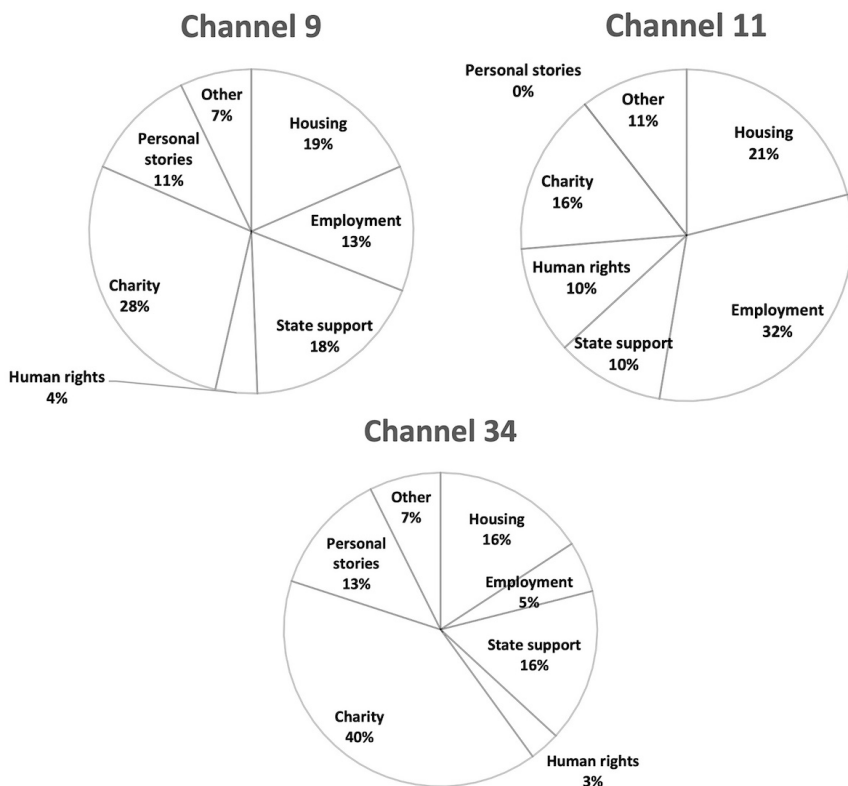 Channel 9
Other
7%
Housing
19%
Personal
stories
11%
Employment
13%
Charity
28%
State support
18%
Human rights
4%
Channel 11
Personal stories
0%
Other
11%
Housing
21%
Charity
16%
Human rights
10%
Employment
32%
State support
10%
Channel 34
Other
7%
Housing
16%
Personal
stories
13%
Employment
5%
State support
16%
Charity
40%
Human rights
3%